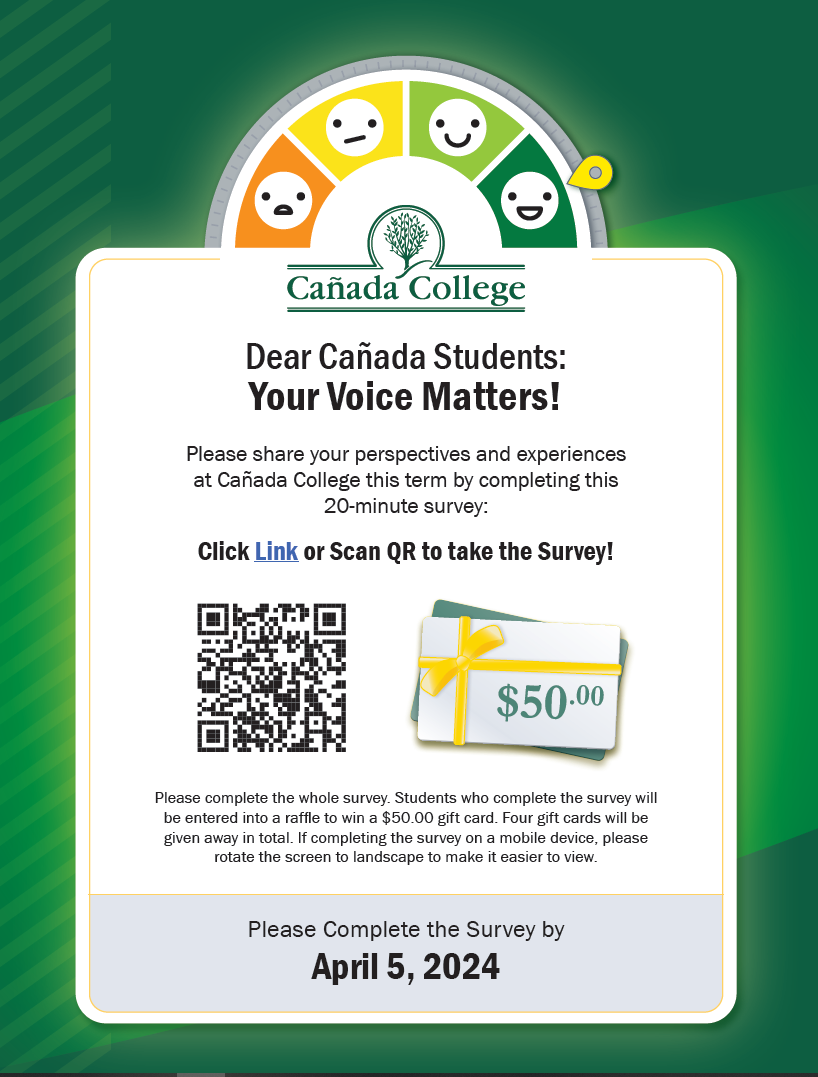 Cañada College
Dear Cañada Students:
Your Voice Matters!
Please share your perspectives and experiences
at Cañada College this term by completing this
20-minute survey:
Click Link or Scan QR to take the Survey!
$50.00
Please complete the whole survey. Students who complete the survey will
be entered into a raffle to win a $50.00 gift card. Four gift cards will be
given away in total. If completing the survey on a mobile device, please
rotate the screen to landscape to make it easier to view.
Please Complete the Survey by
April 5, 2024